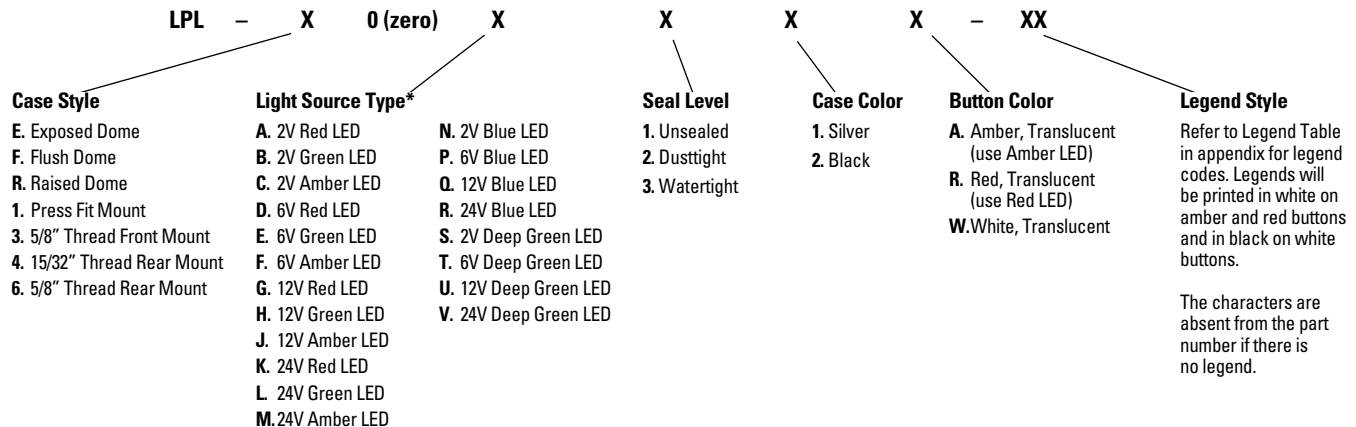 LPL – X 0 (zero) X X X X – XX
Case Style
E. Exposed Dome
F. Flush Dome
R. Raised Dome
1. Press Fit Mount
3. 5/8" Thread Front Mount
4. 15/32" Thread Rear Mount
6. 5/8" Thread Rear Mount
Light Source Type*
A. 2V Red LED
B. 2V Green LED
C. 2V Amber LED
D. 6V Red LED
E. 6V Green LED
F. 6V Amber LED
G. 12V Red LED
H. 12V Green LED
J. 12V Amber LED
K. 24V Red LED
L. 24V Green LED
M. 24V Amber LED
N. 2V Blue LED
P. 6V Blue LED
Q. 12V Blue LED
R. 24V Blue LED
S. 2V Deep Green LED
T. 6V Deep Green LED
U. 12V Deep Green LED
V. 24V Deep Green LED
Seal Level
1. Unsealed
2. Dusttight
3. Watertight
Case Color
1. Silver
2. Black
Button Color
A. Amber, Translucent
(use Amber LED)
R. Red, Translucent
(use Red LED)
W. White, Translucent
Legend Style
Refer to Legend Table
in appendix for legend
codes. Legends will
be printed in white on
amber and red buttons
and in black on white
buttons.
The characters are
absent from the part
number if there is
no legend.